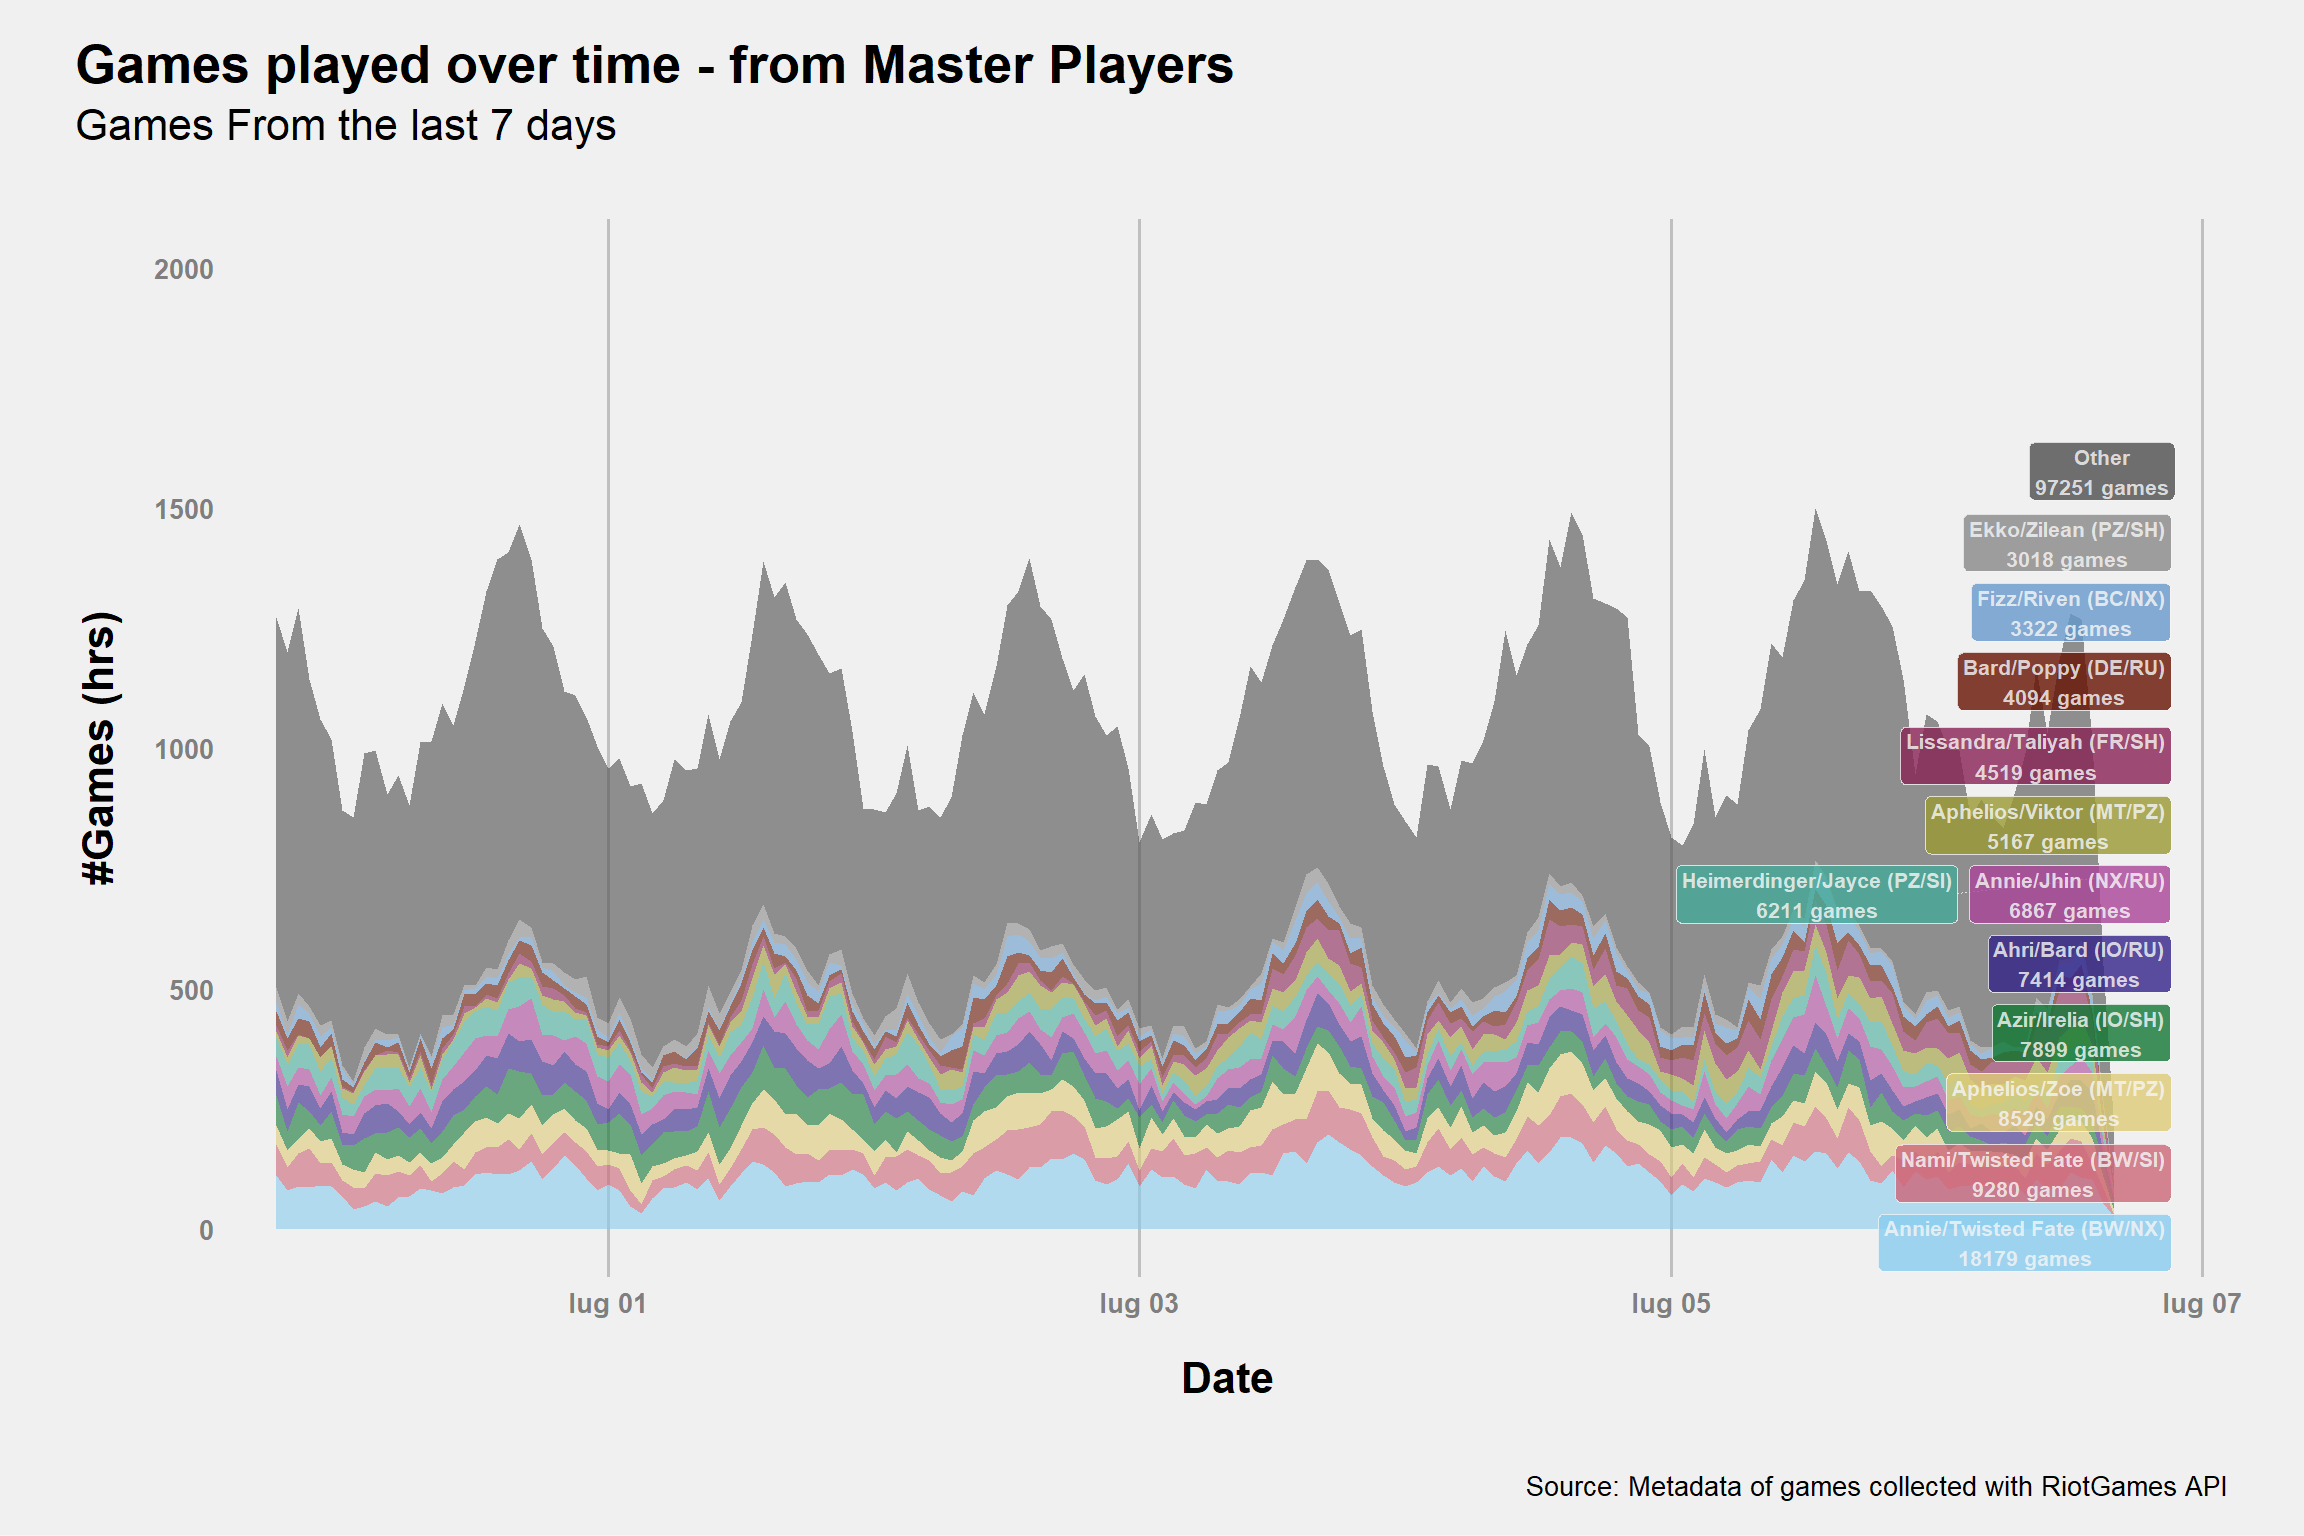 Games played over time - from Master Players
Games From the last 7 days
#Games (hrs)
2000
1500
1000
500
0
Other
97251 games
Ekko/Zilean (PZ/SH)
3018 games
Fizz/Riven (BC/NX)
3322 games
Bard/Poppy (DE/RU)
4094 games
Lissandra/Taliyah (FR/SH)
4519 games
Aphelios/Viktor (MT/PZ)
5167 games
Heimerdinger/Jayce (PZ/SI)
6211 games
Annie/Jhin (NX/RU)
6867 games
Ahri/Bard (IO/RU)
7414 games
Azir/Irelia (IO/SH)
7899 games
Aphelios/Zoe (MT/PZ)
8529 games
Nami/Twisted Fate (BW/SI)
9280 games
Annie/Twisted Fate (BW/NX)
18179 games
lug 01
lug 03
lug 05
lug 07
Date
Source: Metadata of games collected with RiotGames API